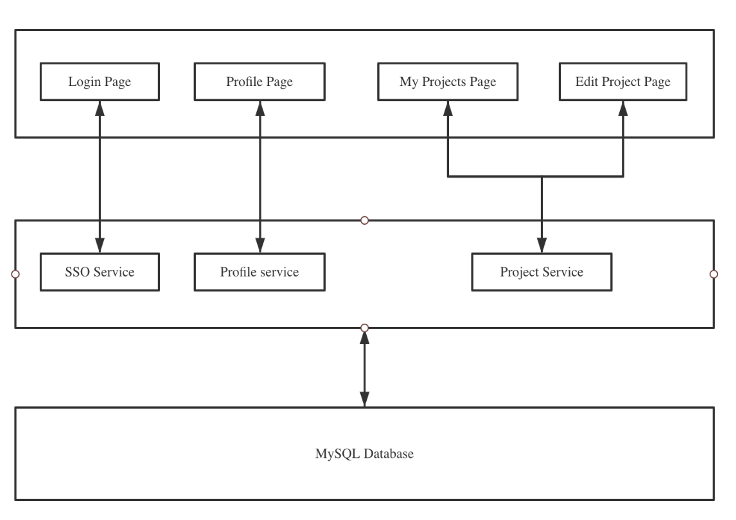 Login Page
Profile Page
My Projects Page
Edit Project Page
SSO Service
Profile service
Project Service
MySQL Database